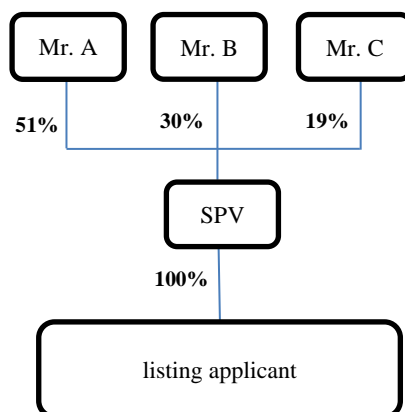 Mr. A
Mr. B
Mr. C
51%
30%
19%
SPV
100%
listing applicant